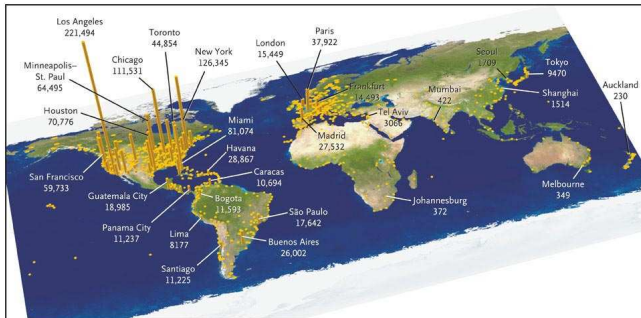 Los Angeles
221,494
Toronto
44,854
Paris
37,922
Minneapolis–
St. Paul
64,495
Chicago
111,531
New York
126,345
London
15,449
Seoul
1709
Tokyo
9470
Houston
70,776
Frankfurt
14,493
Mumbai
422
Shanghai
*1514
Auckland
230
Miami
81,074
Tel Aviv
3066
Havana
28,867
Madrid
27,532
San Francisco
59,733
Caracas
10,694
Guatemala City
18,985
Bogota
11,593
Johannesburg
372
Melbourne
349
Panama City
11,237
Lima
8177
São Paulo
17,642
Buenos Aires
26,002
Santiago
11,225